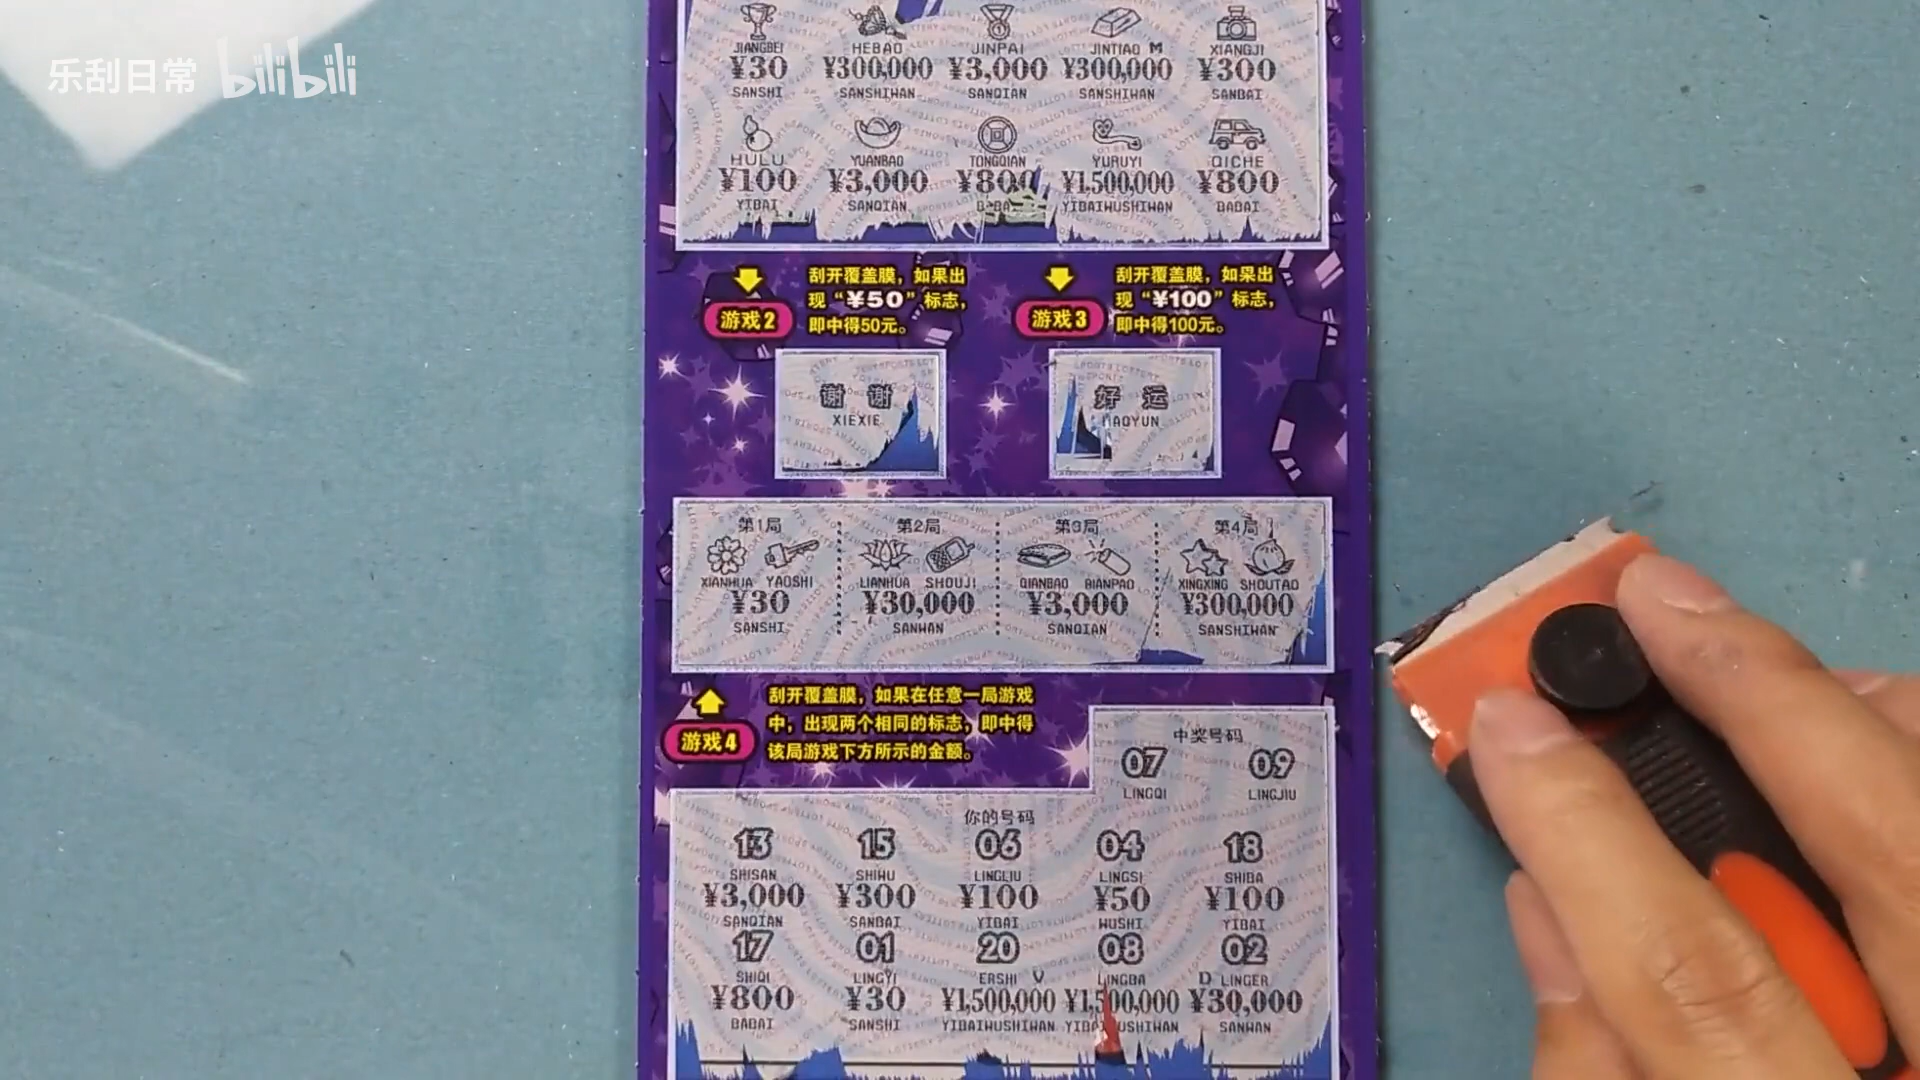 乐刮日常 bilibili
JIANGBEI HEBAO JINPAI JINTIAO M XIANGJI
¥30 ¥300,000 ¥3,000 ¥300,000 ¥300
SANSHI SANSHIWAN SANQIAN SANSHIWAN SANBAI
HULU YUANBAO TONGQIAN YURUYI QICHE
¥100 ¥3,000 ¥800 ¥1,500,000 ¥800
YIBAI SANQIAN BABA YIBAIWUSHIWAN BABAI
游戏2
刮开覆盖膜，如果出
现“¥50”标志，
即中得50元。
游戏3
刮开覆盖膜，如果出
现“¥100”标志，
即中得100元。
谢 谢
XIEXIE
好 运
HAOYUN
第1局 第2局 第3局 第4局
XIANHUA YAOSHI LIANHUA SHOUJI QIANBAO BIANPAO XINGXING SHOUTAO
¥30 ¥30,000 ¥3,000 ¥300,000
SANSHI SANWAN SANQIAN SANSHIWAN
游戏4
刮开覆盖膜，如果在任意一局游戏
中，出现两个相同的标志，即中得
该局游戏下方所示的金额。
中奖号码
07 09
LINGQI LINGJIU
你的号码
13 15 06 04 18
SHISAN SHIWU LINGLIU LINGSI SHIBA
¥3,000 ¥300 ¥100 ¥50 ¥100
SANQIAN SANBAI YIBAI WUSHI YIBAI
17 01 20 08 02
SHIQI LINGYI ERSHI V LINGBA D LINGER
¥800 ¥30 ¥1,500,000 ¥1,500,000 ¥30,000
BABAI SANSHI YIBAIWUSHIWAN YIBAIWUSHIWAN SANWAN